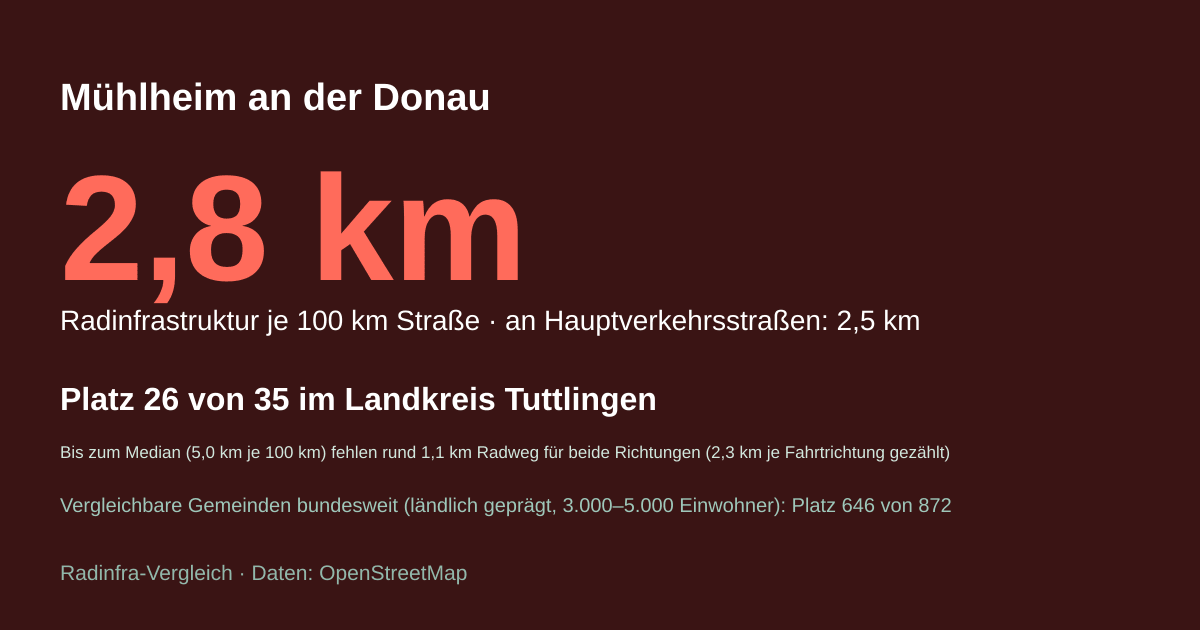 Mühlheim an der Donau
2,8 km
Radinfrastruktur je 100 km Straße · an Hauptverkehrsstraßen: 2,5 km
Platz 26 von 35 im Landkreis Tuttlingen
Bis zum Median (5,0 km je 100 km) fehlen rund 1,1 km Radweg für beide Richtungen (2,3 km je Fahrtrichtung gezählt)
Vergleichbare Gemeinden bundesweit (ländlich geprägt, 3.000–5.000 Einwohner): Platz 646 von 872
Radinfra-Vergleich · Daten: OpenStreetMap